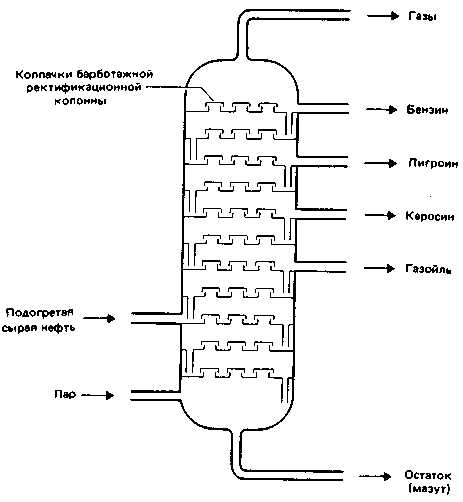 Газы
Колпачки барботажной
ректификационной
колонны
Бензин
Лигроин
Керосин
Газойль
Подогретая
сырая нефть
Пар
Остаток
(мазут)